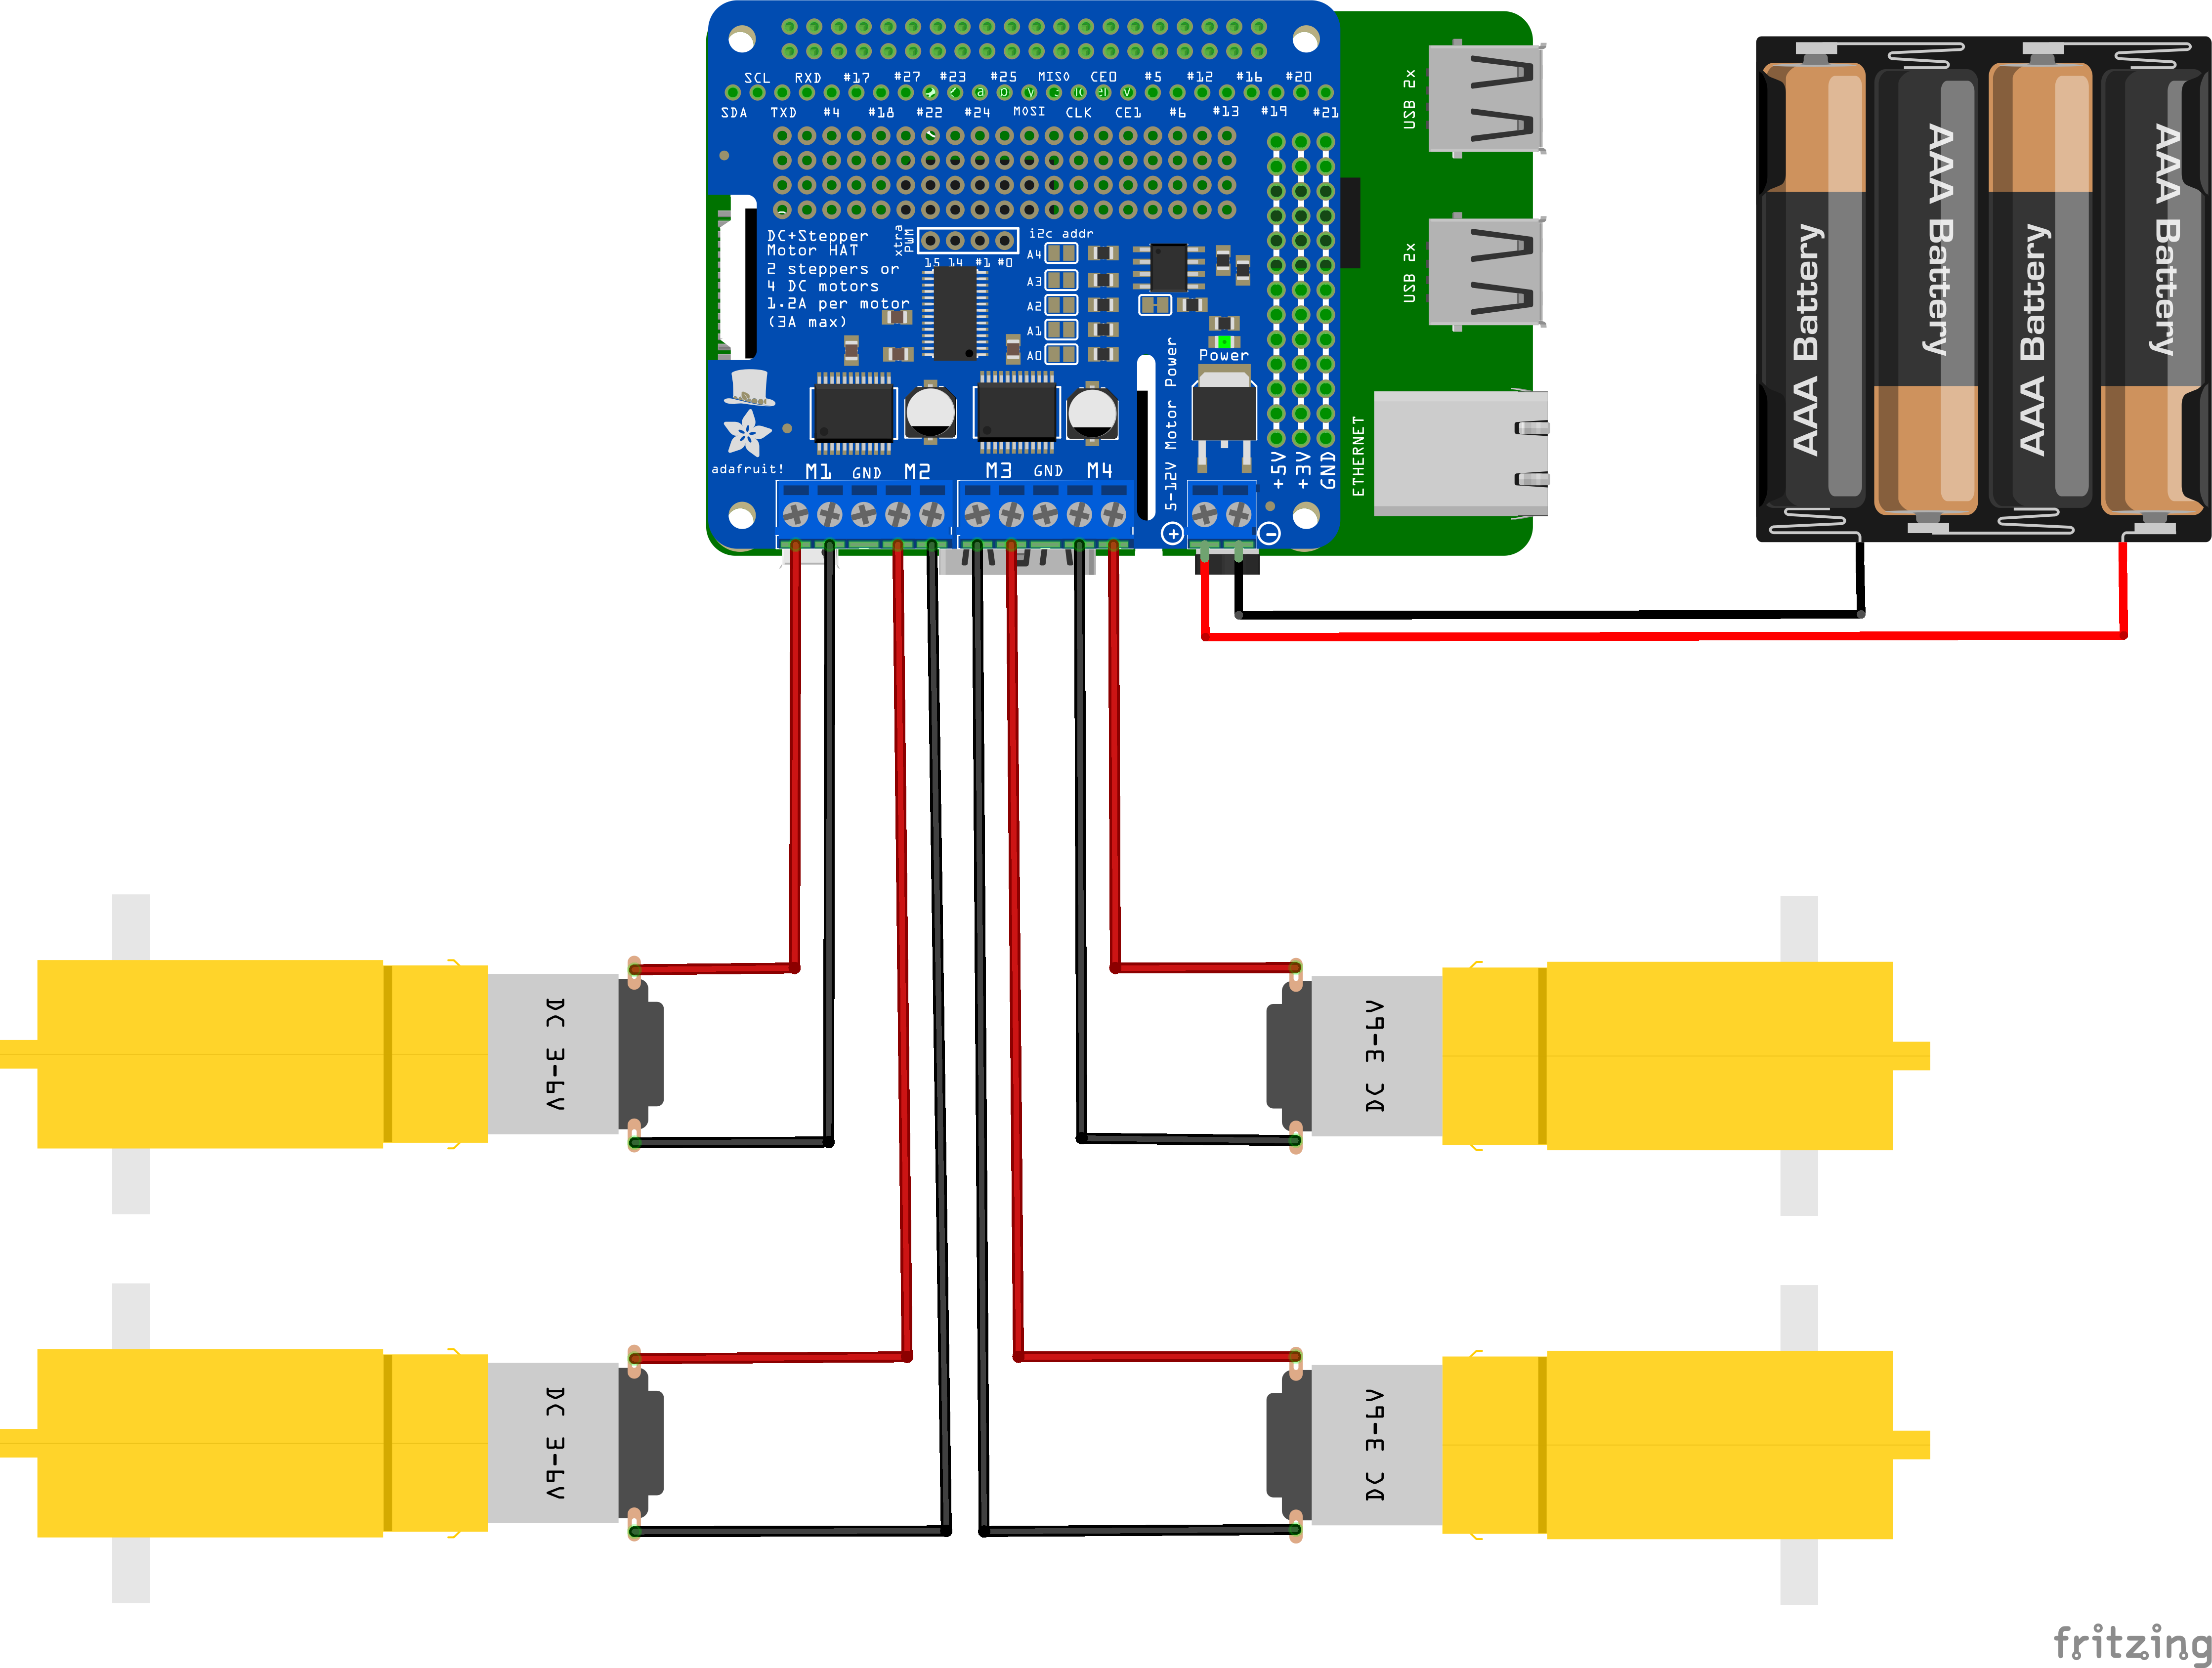 SCL RXD #17 #27 #23 #25 MISO CE0 #5 #12 #16 #20
SDA TXD #4 #18 #22 #24 MOSI CLK CE1 #6 #13 #19 #21
DC+Stepper
Motor HAT
2 steppers or
4 DC motors
1.2A per motor
(3A max)
xtra
PWM
15 14 #1 #0
i2c addr
A4
A3
A2
A1
A0
Power
5-12V Motor Power
+5V
+3V
GND
adafruit!
M1 GND M2 M3 GND M4
+ -
USB 2x
USB 2x
ETHERNET
AAA Battery
AAA Battery
AAA Battery
AAA Battery
DC 3-6V
DC 3-6V
DC 3-6V
DC 3-6V
fritzing